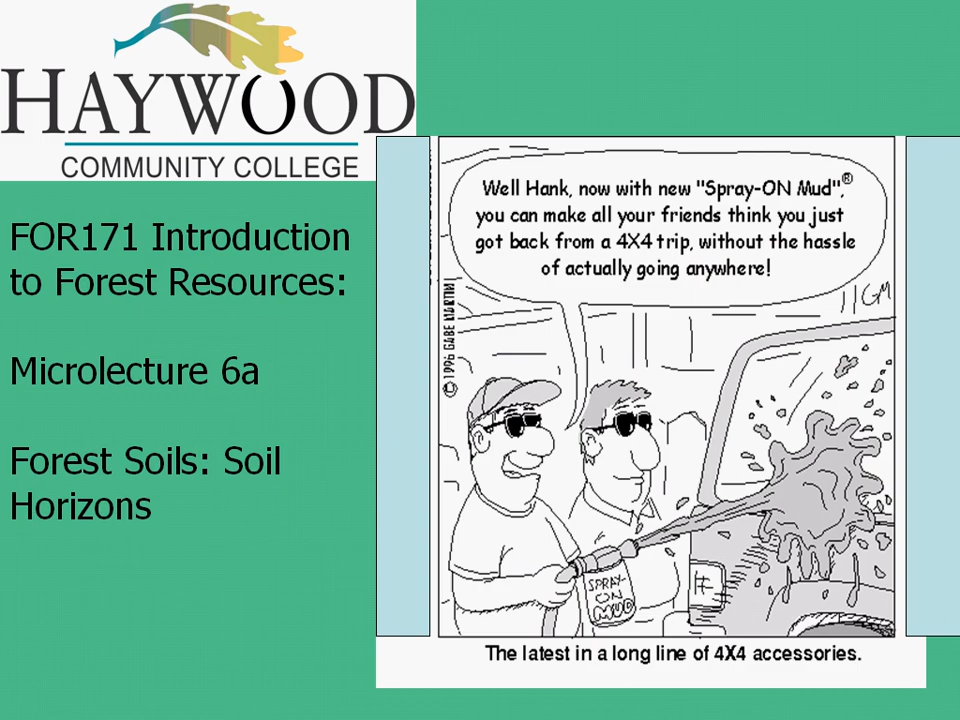 HAYWOOD
COMMUNITY COLLEGE
FOR171 Introduction
to Forest Resources:
Microlecture 6a
Forest Soils: Soil
Horizons
Well Hank, now with new "Spray-ON Mud",®
you can make all your friends think you just
got back from a 4X4 trip, without the hassle
of actually going anywhere!
GM
© 1996 GABE MARTIN
SPRAY-
ON
MUD
The latest in a long line of 4X4 accessories.